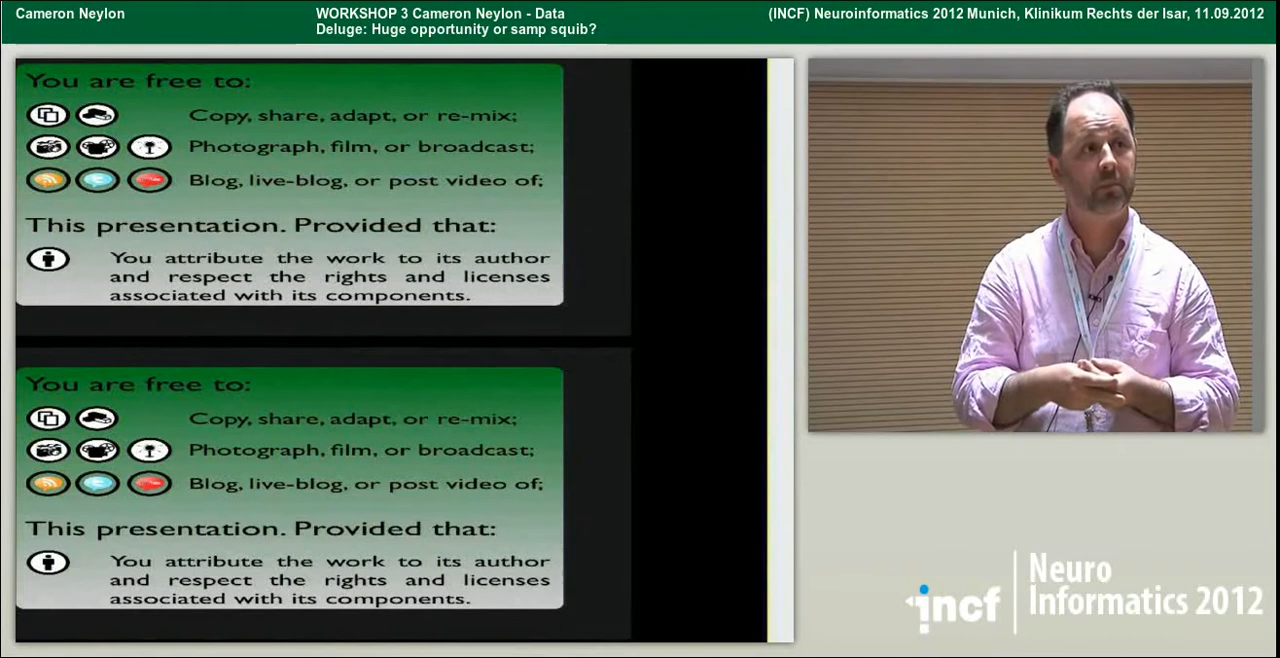 Cameron Neylon
WORKSHOP 3 Cameron Neylon - Data
Deluge: Huge opportunity or samp squib?
(INCF) Neuroinformatics 2012 Munich, Klinikum Rechts der Isar, 11.09.2012
You are free to:
Copy, share, adapt, or re-mix;
Photograph, film, or broadcast;
Blog, live-blog, or post video of;
This presentation. Provided that:
You attribute the work to its author
and respect the rights and licenses
associated with its components.
You are free to:
Copy, share, adapt, or re-mix;
Photograph, film, or broadcast;
Blog, live-blog, or post video of;
This presentation. Provided that:
You attribute the work to its author
and respect the rights and licenses
associated with its components.
incf
Neuro
Informatics 2012